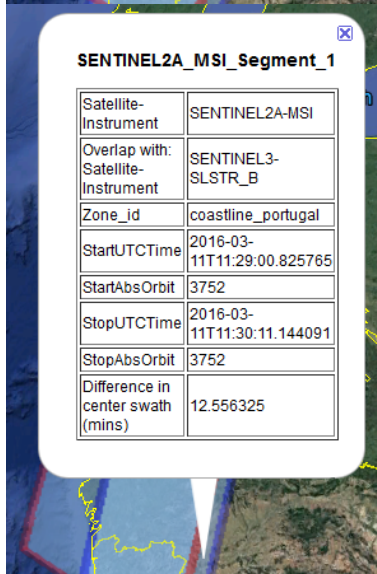 SENTINEL2A_MSI_Segment_1
Satellite-
Instrument
SENTINEL2A-MSI
Overlap with:
Satellite-
Instrument
SENTINEL3-
SLSTR_B
Zone_id
coastline_portugal
StartUTCTime
2016-03-
11T11:29:00.825765
StartAbsOrbit
3752
StopUTCTime
2016-03-
11T11:30:11.144091
StopAbsOrbit
3752
Difference in
center swath
(mins)
12.556325